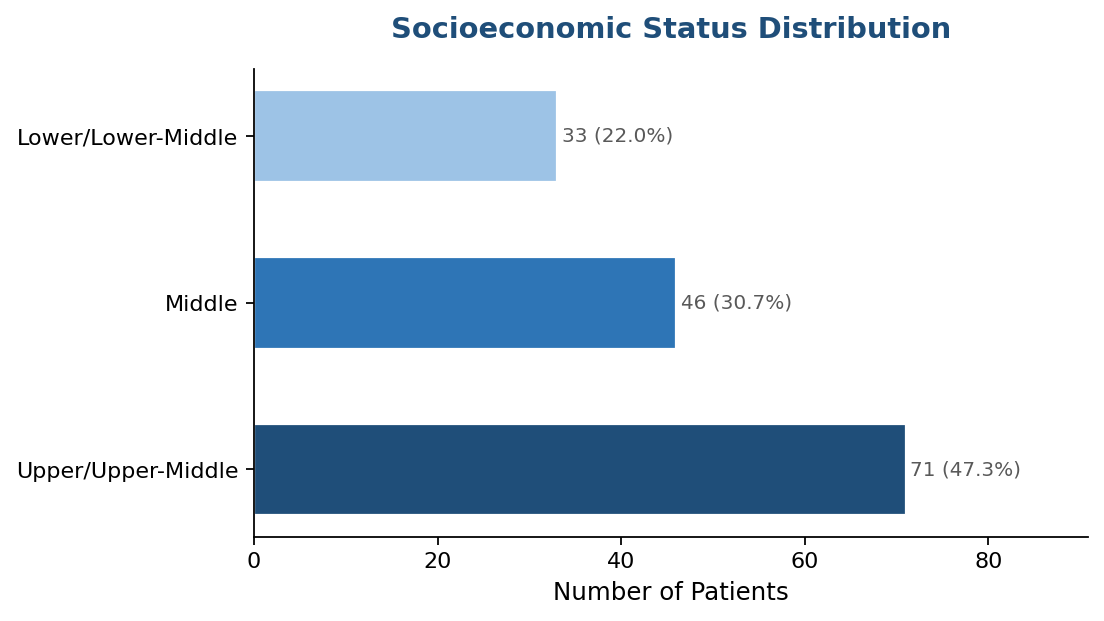 Socioeconomic Status Distribution
Lower/Lower-Middle
33 (22.0%)
Middle
46 (30.7%)
Upper/Upper-Middle
71 (47.3%)
0 20 40 60 80
Number of Patients